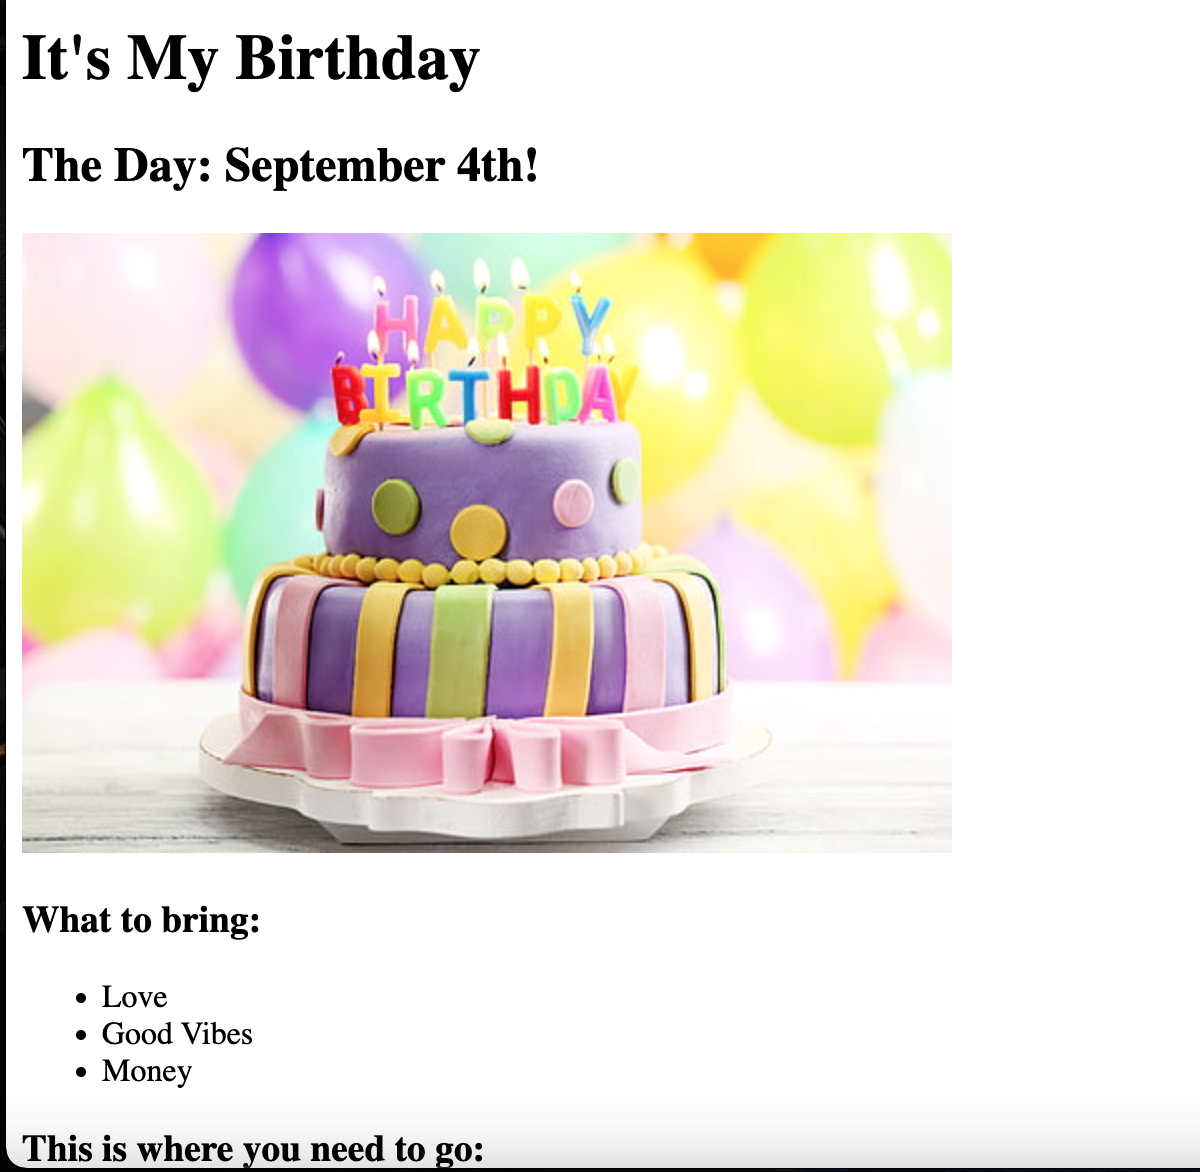 It's My Birthday
The Day: September 4th!
HAPPY
BIRTHDAY
What to bring:
Love
Good Vibes
Money
This is where you need to go: